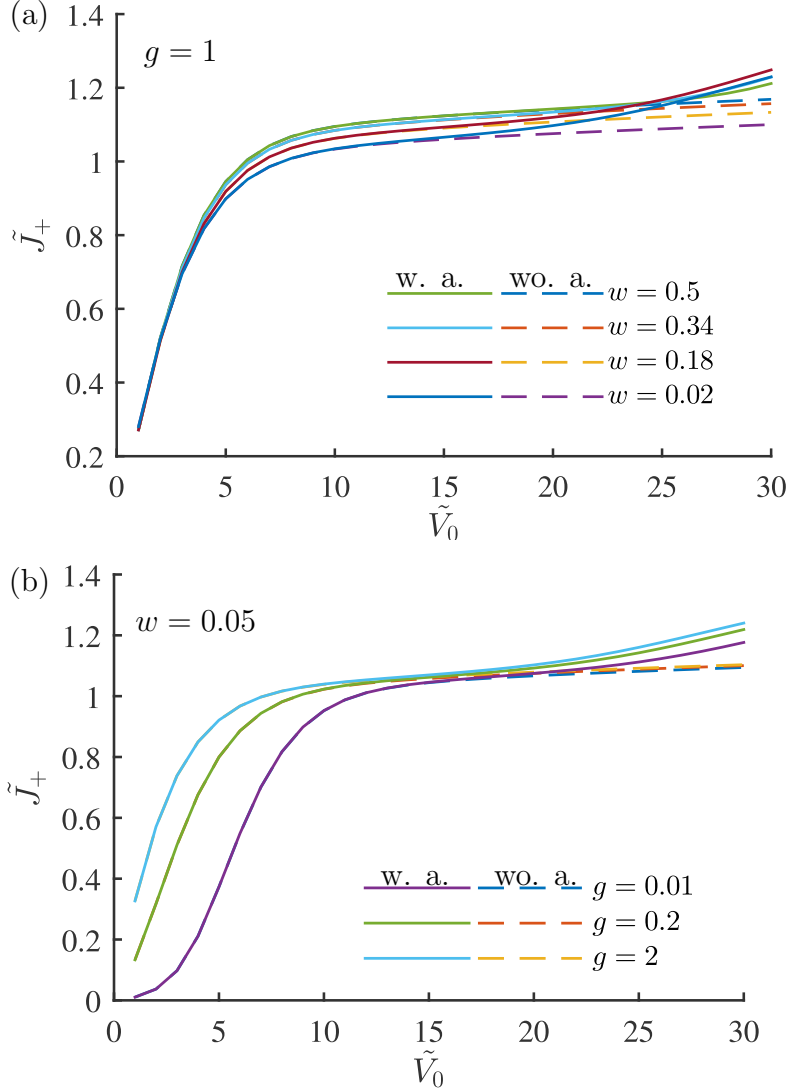 (a)
g = 1
1.4
1.2
1
0.8
0.6
0.4
0.2
J̃₊
w. a. wo. a.
w = 0.5
w = 0.34
w = 0.18
w = 0.02
0 5 10 15 20 25 30
Ṽ₀
(b)
w = 0.05
1.4
1.2
1
0.8
0.6
0.4
0.2
0
J̃₊
w. a. wo. a.
g = 0.01
g = 0.2
g = 2
0 5 10 15 20 25 30
Ṽ₀